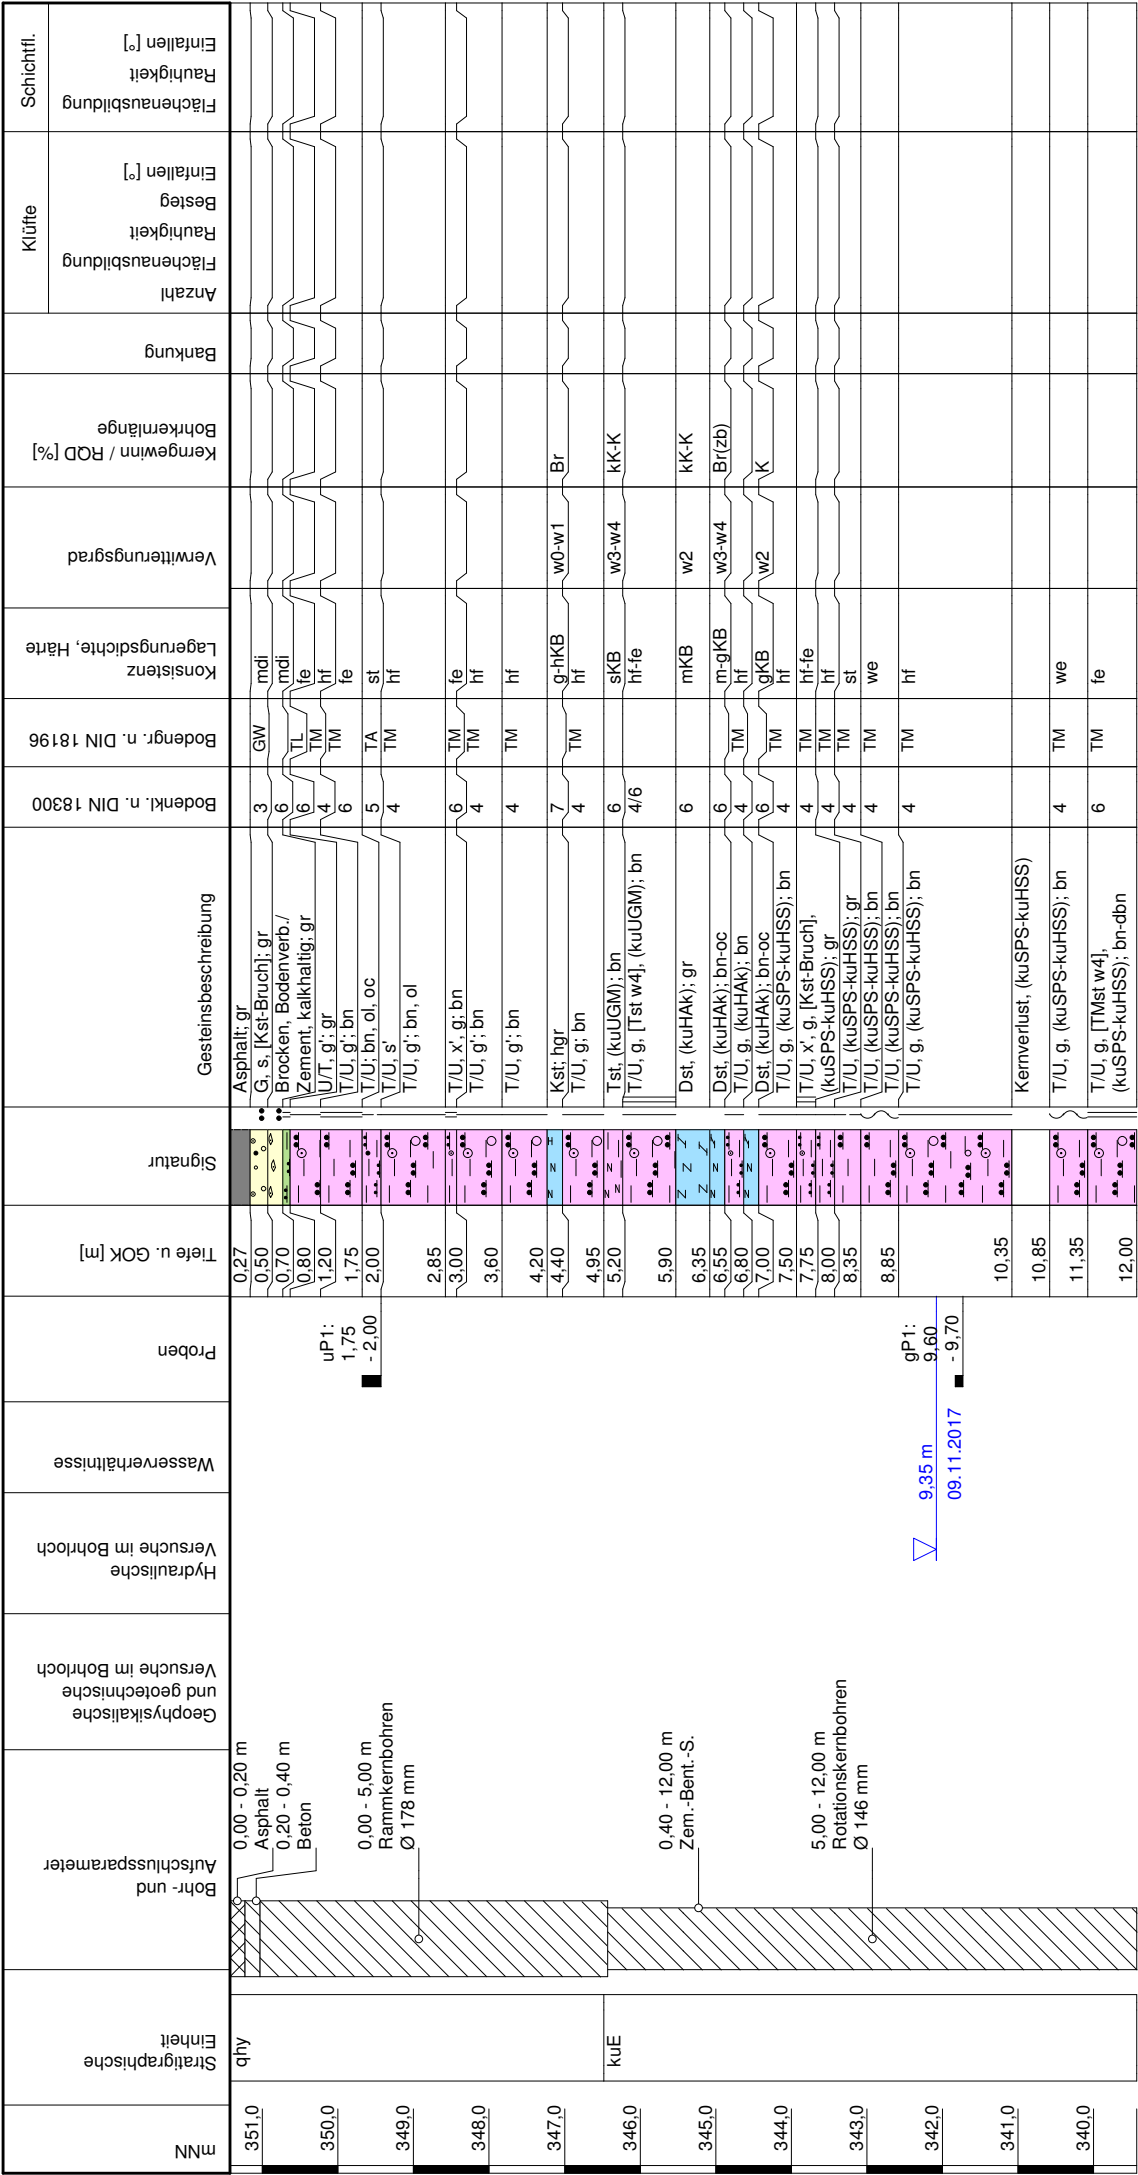 mNN
Stratigraphische
Einheit
Bohr- und
Aufschlussparameter
Geophysikalische
und geotechnische
Versuche im Bohrloch
Hydraulische
Versuche im Bohrloch
Wasserverhältnisse
Proben
Tiefe u. GOK [m]
Signatur
Gesteinsbeschreibung
Bodenkl. n. DIN 18300
Bodengr. n. DIN 18196
Konsistenz
Lagerungsdichte, Härte
Verwitterungsgrad
Kerngewinn / RQD [%]
Bohrkernlänge
Bankung
Klüfte
Anzahl
Flächenausbildung
Rauhigkeit
Besteg
Einfallen [°]
Schichtfl.
Flächenausbildung
Rauhigkeit
Einfallen [°]
351,0
350,0
349,0
348,0
347,0
346,0
345,0
344,0
343,0
342,0
341,0
340,0
qhy
kuE
0,00 - 0,20 m
Asphalt
0,20 - 0,40 m
Beton
0,00 - 5,00 m
Rammkernbohren
Ø 178 mm
0,40 - 12,00 m
Zem.-Bent.-S.
5,00 - 12,00 m
Rotationskernbohren
Ø 146 mm
9,35 m
09.11.2017
uP1:
1,75
- 2,00
gP1:
9,60
- 9,70
0,27
0,50
0,70
0,80
1,20
1,75
2,00
2,85
3,00
3,60
4,20
4,40
4,95
5,20
5,90
6,35
6,55
6,80
7,00
7,50
7,75
8,00
8,35
8,85
10,35
10,85
11,35
12,00
Asphalt; gr
G, s, [Kst-Bruch]; gr
Brocken, Bodenverb./
Zement, kalkhaltig; gr
U/T, g'; gr
T/U, g'; bn
T/U; bn, ol, oc
T/U, s'
T/U, g'; bn, ol
T/U, x', g; bn
T/U, g'; bn
T/U, g'; bn
Kst; hgr
T/U, g; bn
Tst, (kuUGM); bn
T/U, g, [Tst w4], (kuUGM); bn
Dst, (kuHAk); gr
Dst, (kuHAk); bn-oc
T/U, g, (kuHAk); bn
Dst, (kuHAk); bn-oc
T/U, g, (kuSPS-kuHSS); bn
T/U, x', g, [Kst-Bruch],
(kuSPS-kuHSS); gr
T/U, (kuSPS-kuHSS); gr
T/U, (kuSPS-kuHSS); bn
T/U, (kuSPS-kuHSS); bn
T/U, g, (kuSPS-kuHSS); bn
Kernverlust, (kuSPS-kuHSS)
T/U, g, (kuSPS-kuHSS); bn
T/U, g, [TMst w4],
(kuSPS-kuHSS); bn-dbn
3
6
6
4
6
5
4
6
4
4
7
4
6
4/6
6
6
4
6
4
4
4
4
4
4
4
6
GW
TL
TM
TM
TA
TM
TM
TM
TM
TM
TM
TM
TM
TM
TM
TM
TM
TM
TM
mdi
mdi
fe
hf
fe
st
hf
fe
hf
hf
g-hKB
hf
sKB
hf-fe
mKB
m-gKB
hf
gKB
hf
hf-fe
hf
st
we
hf
we
fe
w0-w1
w3-w4
w2
w3-w4
w2
Br
kK-K
kK-K
Br(zb)
K